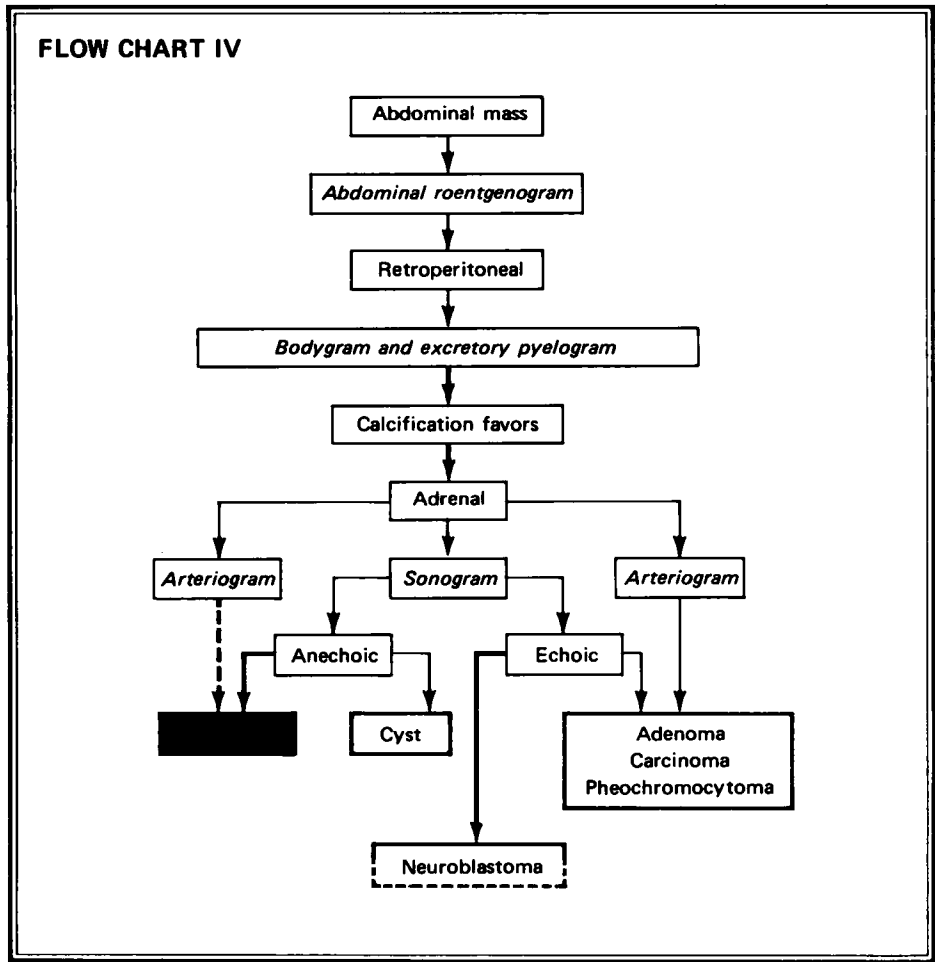 FLOW CHART IV
Abdominal mass
Abdominal roentgenogram
Retroperitoneal
Bodygram and excretory pyelogram
Calcification favors
Adrenal
Arteriogram
Sonogram
Arteriogram
Anechoic
Echoic
Cyst
Adenoma
Carcinoma
Pheochromocytoma
Neuroblastoma